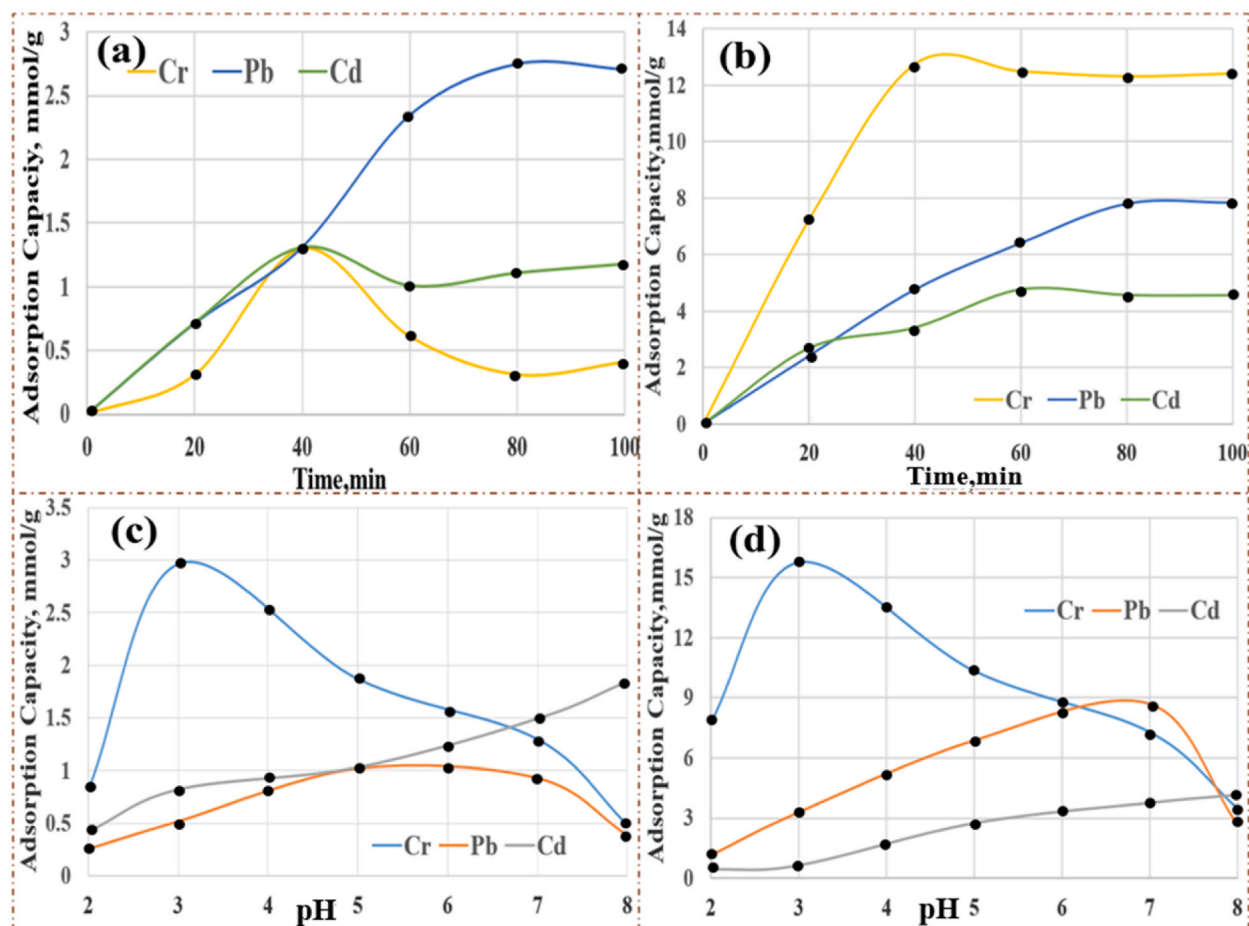 (a)
Cr Pb Cd
Adsorption Capaciy, mmol/g
3
2.5
2
1.5
1
0.5
0
0 20 40 60 80 100
Time,min
(b)
Adsorption Capacity,mmol/g
14
12
10
8
6
4
2
0
Cr Pb Cd
0 20 40 60 80 100
Time,min
(c)
Adsorption Capacity, mmol/g
3.5
3
2.5
2
1.5
1
0.5
0
Cr Pb Cd
2 3 4 5 6 7 8
pH
(d)
Adsorption Capacity,mmol/g
18
15
12
9
6
3
0
Cr Pb Cd
2 3 4 5 6 7 8
pH